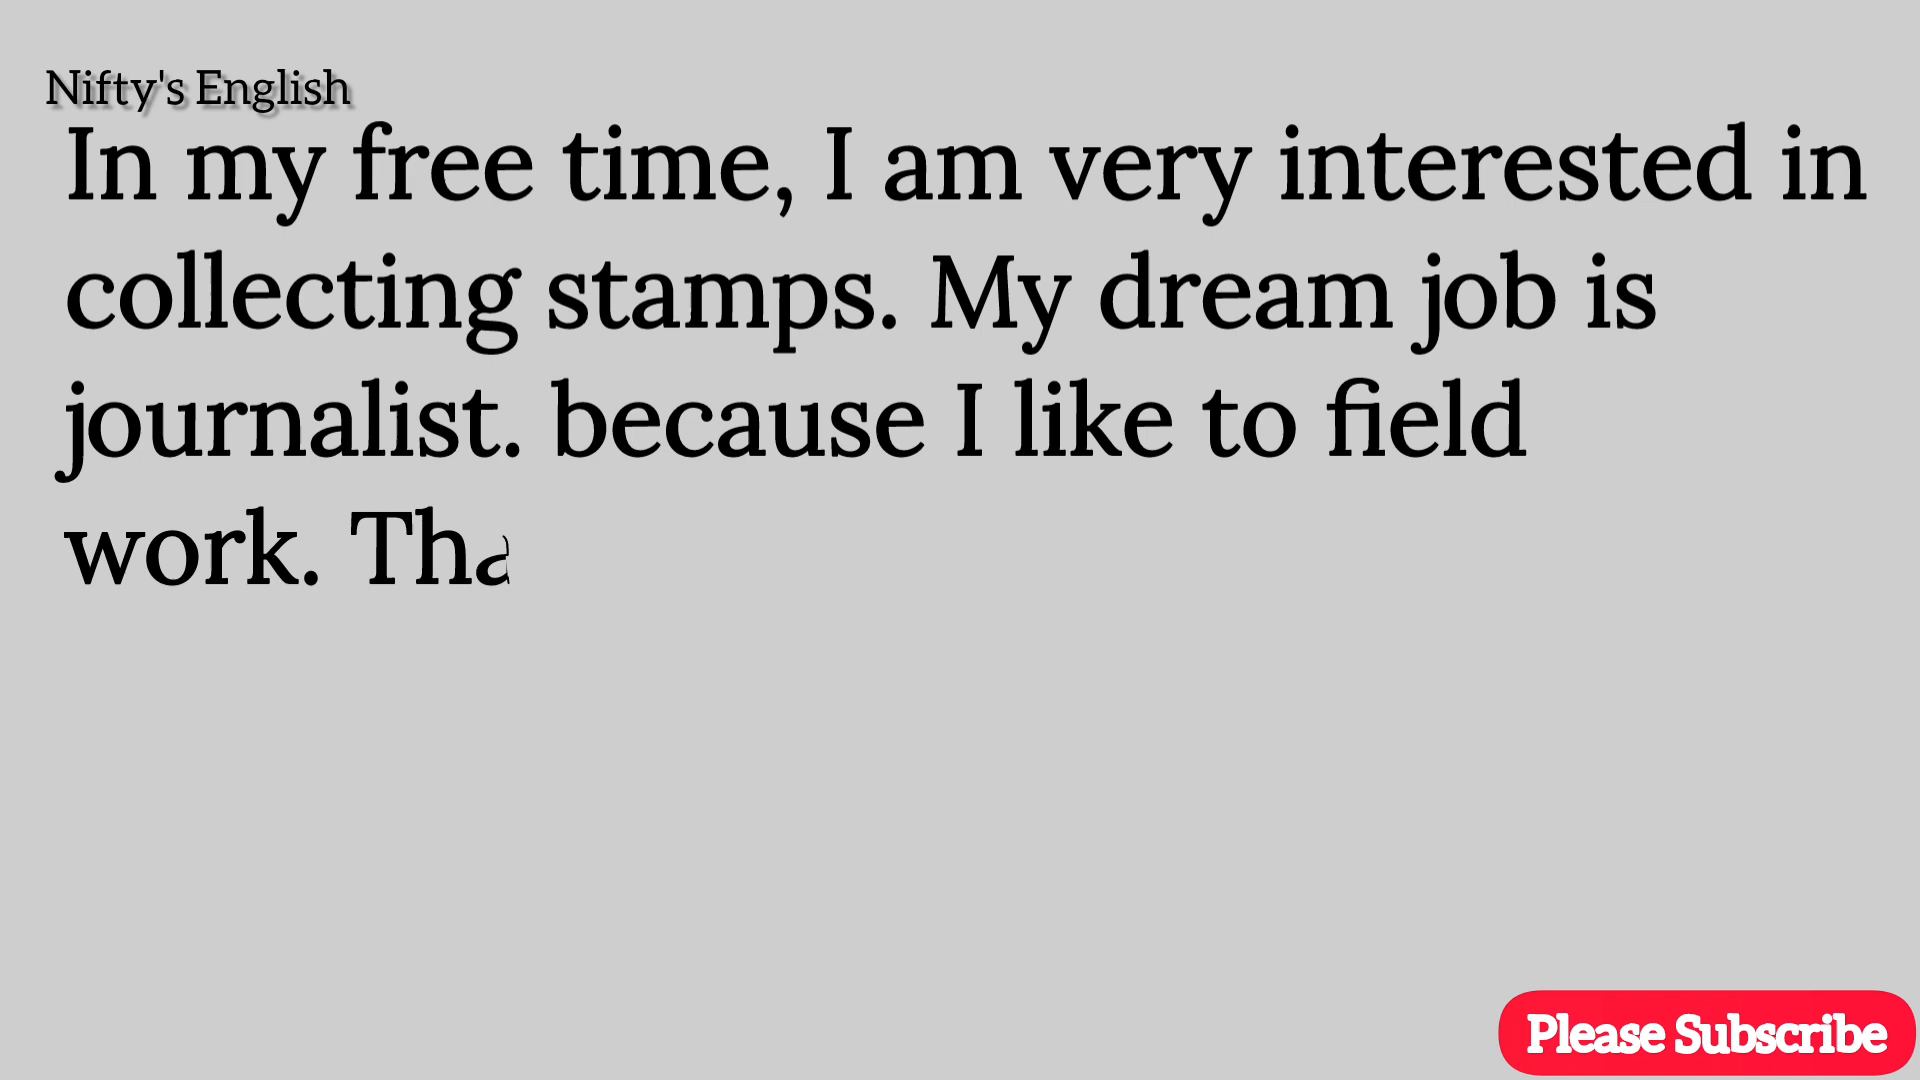 Nifty's English
In my free time, I am very interested in
collecting stamps. My dream job is
journalist. because I like to field
work. Tha
Please Subscribe